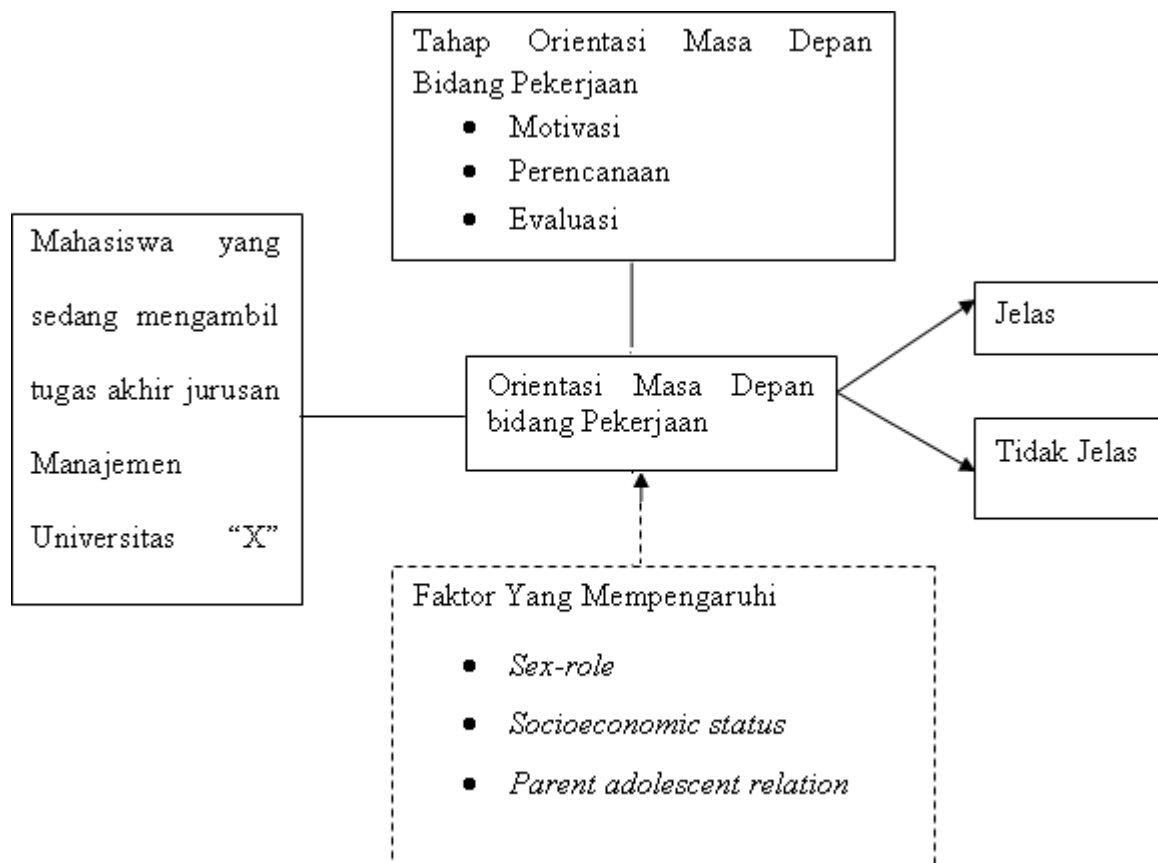 Tahap Orientasi Masa Depan
Bidang Pekerjaan
• Motivasi
• Perencanaan
• Evaluasi
Mahasiswa yang
sedang mengambil
tugas akhir jurusan
Manajemen
Universitas “X”
Orientasi Masa Depan
bidang Pekerjaan
Jelas
Tidak Jelas
Faktor Yang Mempengaruhi
• Sex-role
• Socioeconomic status
• Parent adolescent relation